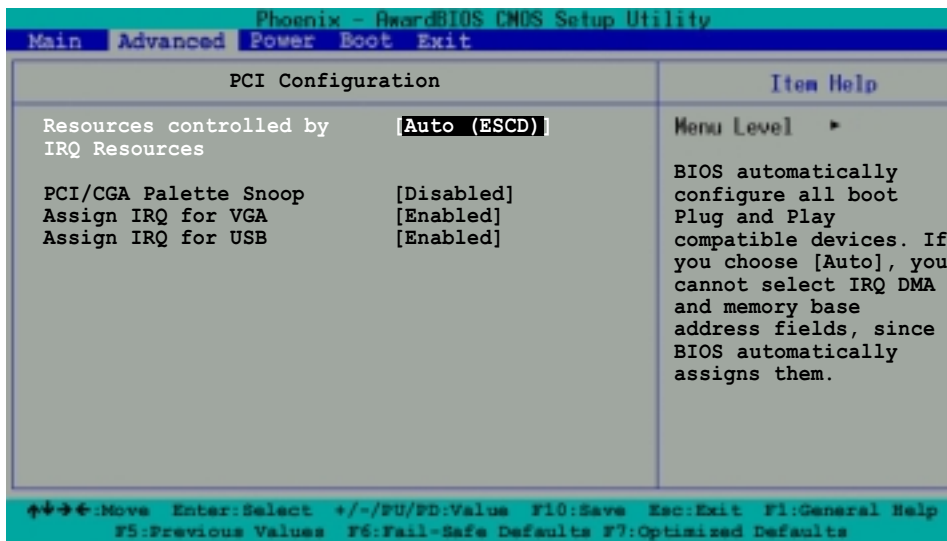 Phoenix - AwardBIOS CMOS Setup Utility
Main Advanced Power Boot Exit
PCI Configuration
Item Help
Resources controlled by [Auto (ESCD)]
IRQ Resources
PCI/CGA Palette Snoop [Disabled]
Assign IRQ for VGA [Enabled]
Assign IRQ for USB [Enabled]
Menu Level ►
BIOS automatically
configure all boot
Plug and Play
compatible devices. If
you choose [Auto], you
cannot select IRQ DMA
and memory base
address fields, since
BIOS automatically
assigns them.
↑↓→←:Move Enter:Select +/-/PU/PD:Value F10:Save Esc:Exit F1:General Help
F5:Previous Values F6:Fail-Safe Defaults F7:Optimized Defaults